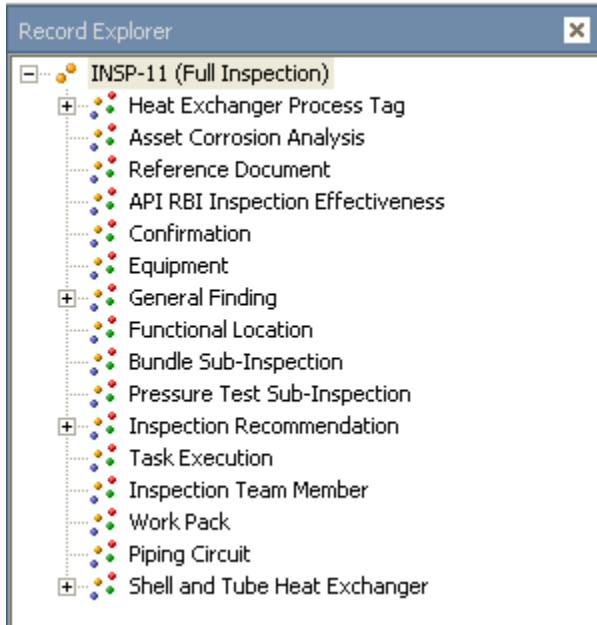 Record Explorer
INSP-11 (Full Inspection)
Heat Exchanger Process Tag
Asset Corrosion Analysis
Reference Document
API RBI Inspection Effectiveness
Confirmation
Equipment
General Finding
Functional Location
Bundle Sub-Inspection
Pressure Test Sub-Inspection
Inspection Recommendation
Task Execution
Inspection Team Member
Work Pack
Piping Circuit
Shell and Tube Heat Exchanger